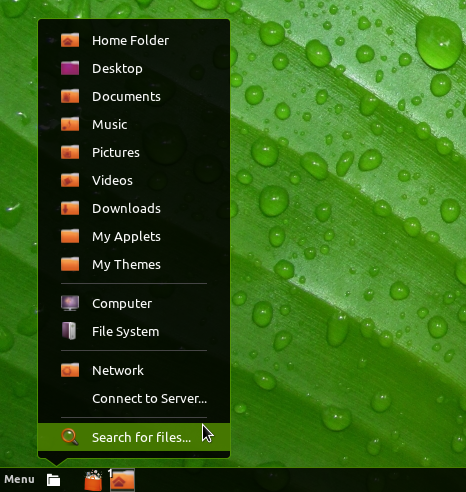 Home Folder
Desktop
Documents
Music
Pictures
Videos
Downloads
My Applets
My Themes
Computer
File System
Network
Connect to Server...
Search for files...
Menu
1